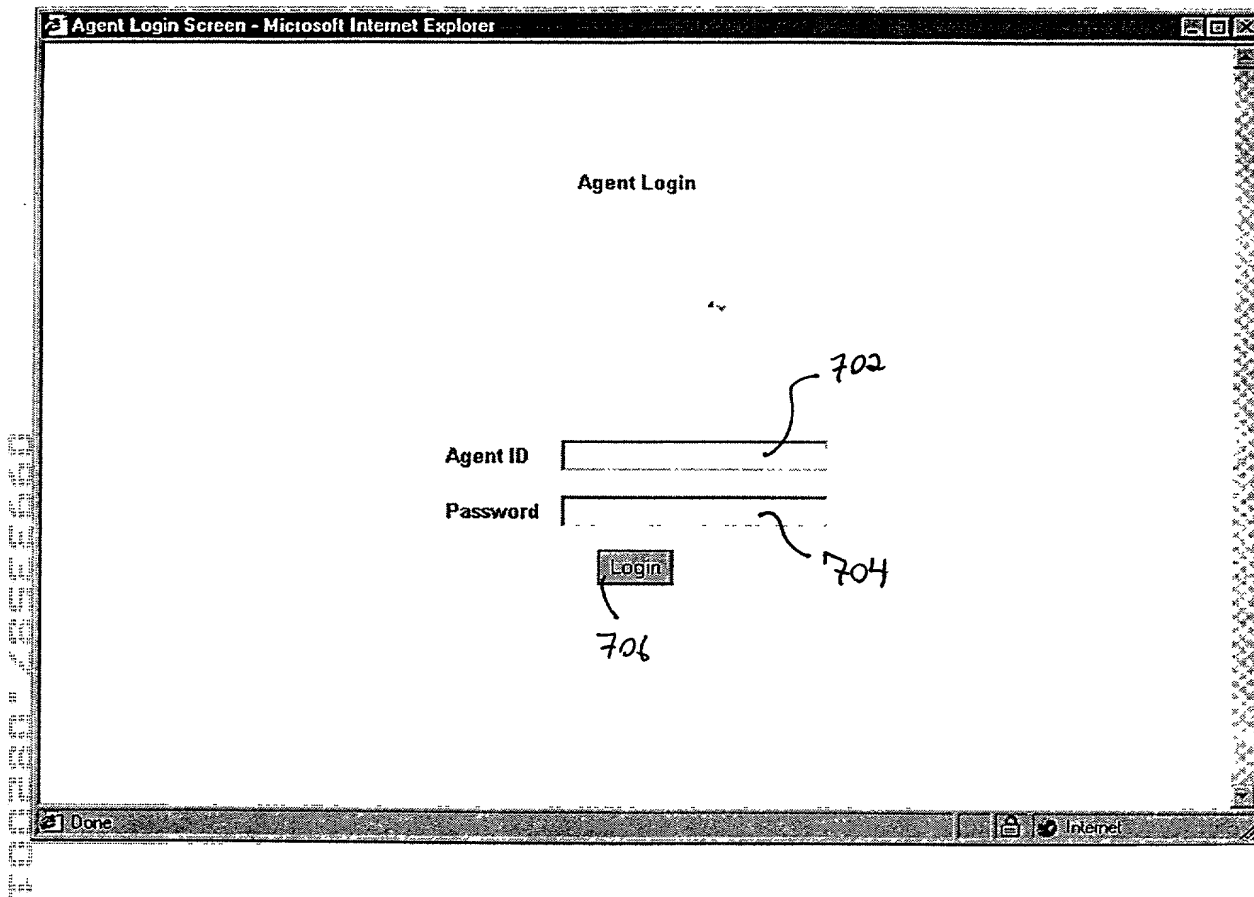 Agent Login Screen - Microsoft Internet Explorer
Agent Login
702
Agent ID
Password
704
Login
706
Done
Internet